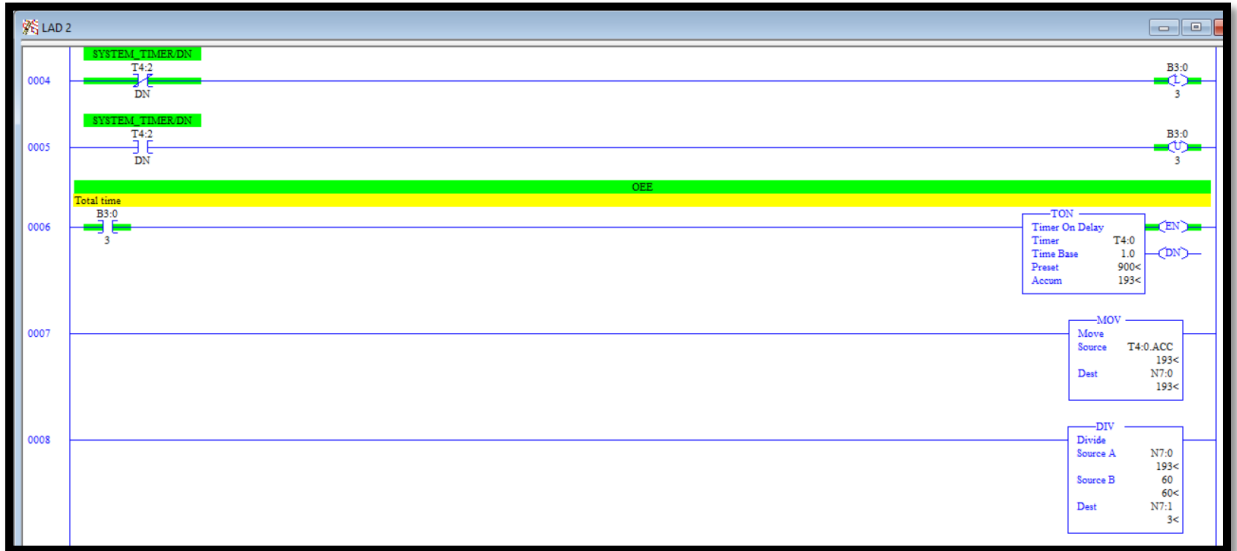 LAD 2
SYSTEM_TIMER/DN
T4:2
B3:0
0004
L
DN
3
SYSTEM_TIMER/DN
T4:2
B3:0
0005
U
DN
3
OEE
Total time
B3:0
0006
3
TON
Timer On Delay
EN
Timer T4:0
Time Base 1.0
DN
Preset 900<
Accum 193<
0007
MOV
Move
Source T4:0.ACC
193<
Dest N7:0
193<
0008
DIV
Divide
Source A N7:0
193<
Source B 60
60<
Dest N7:1
3<